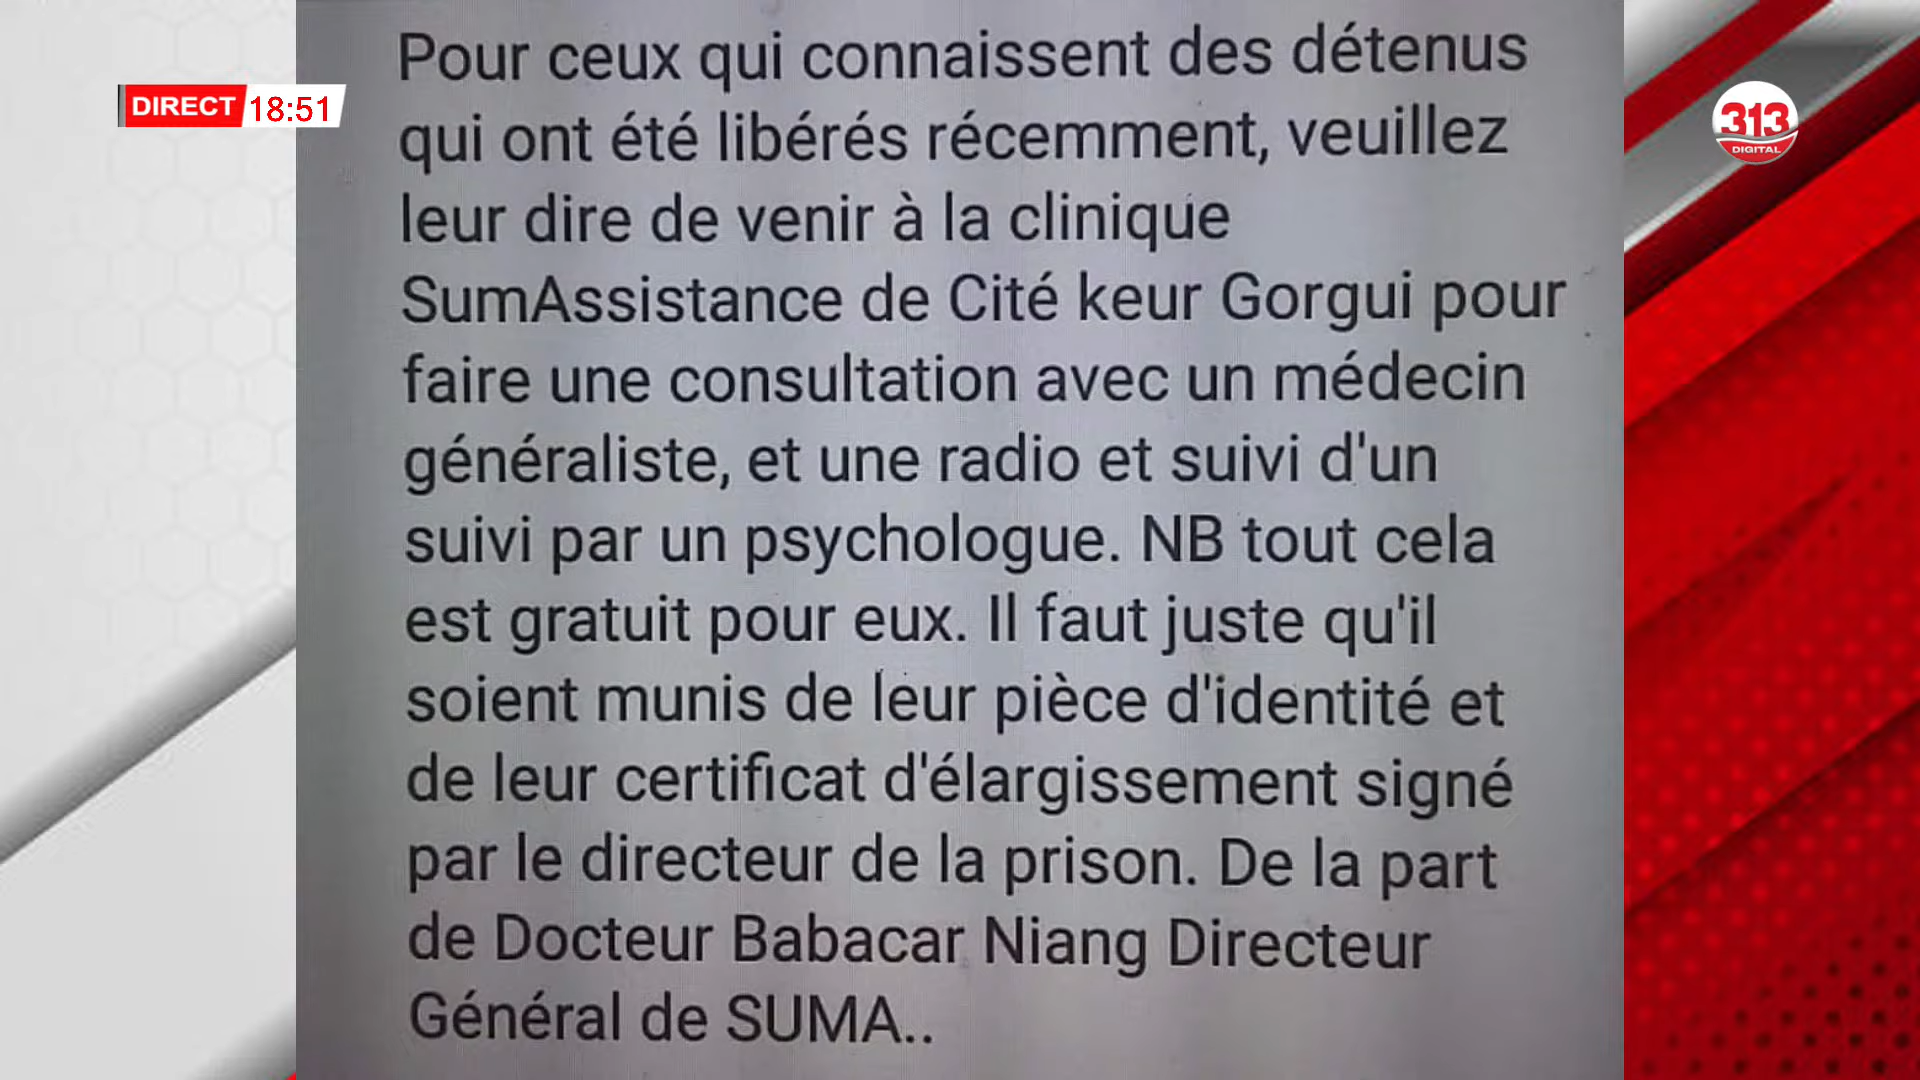 DIRECT 18:51
313
DIGITAL
Pour ceux qui connaissent des détenus
qui ont été libérés récemment, veuillez
leur dire de venir à la clinique
SumAssistance de Cité keur Gorgui pour
faire une consultation avec un médecin
généraliste, et une radio et suivi d'un
suivi par un psychologue. NB tout cela
est gratuit pour eux. Il faut juste qu'il
soient munis de leur pièce d'identité et
de leur certificat d'élargissement signé
par le directeur de la prison. De la part
de Docteur Babacar Niang Directeur
Général de SUMA..